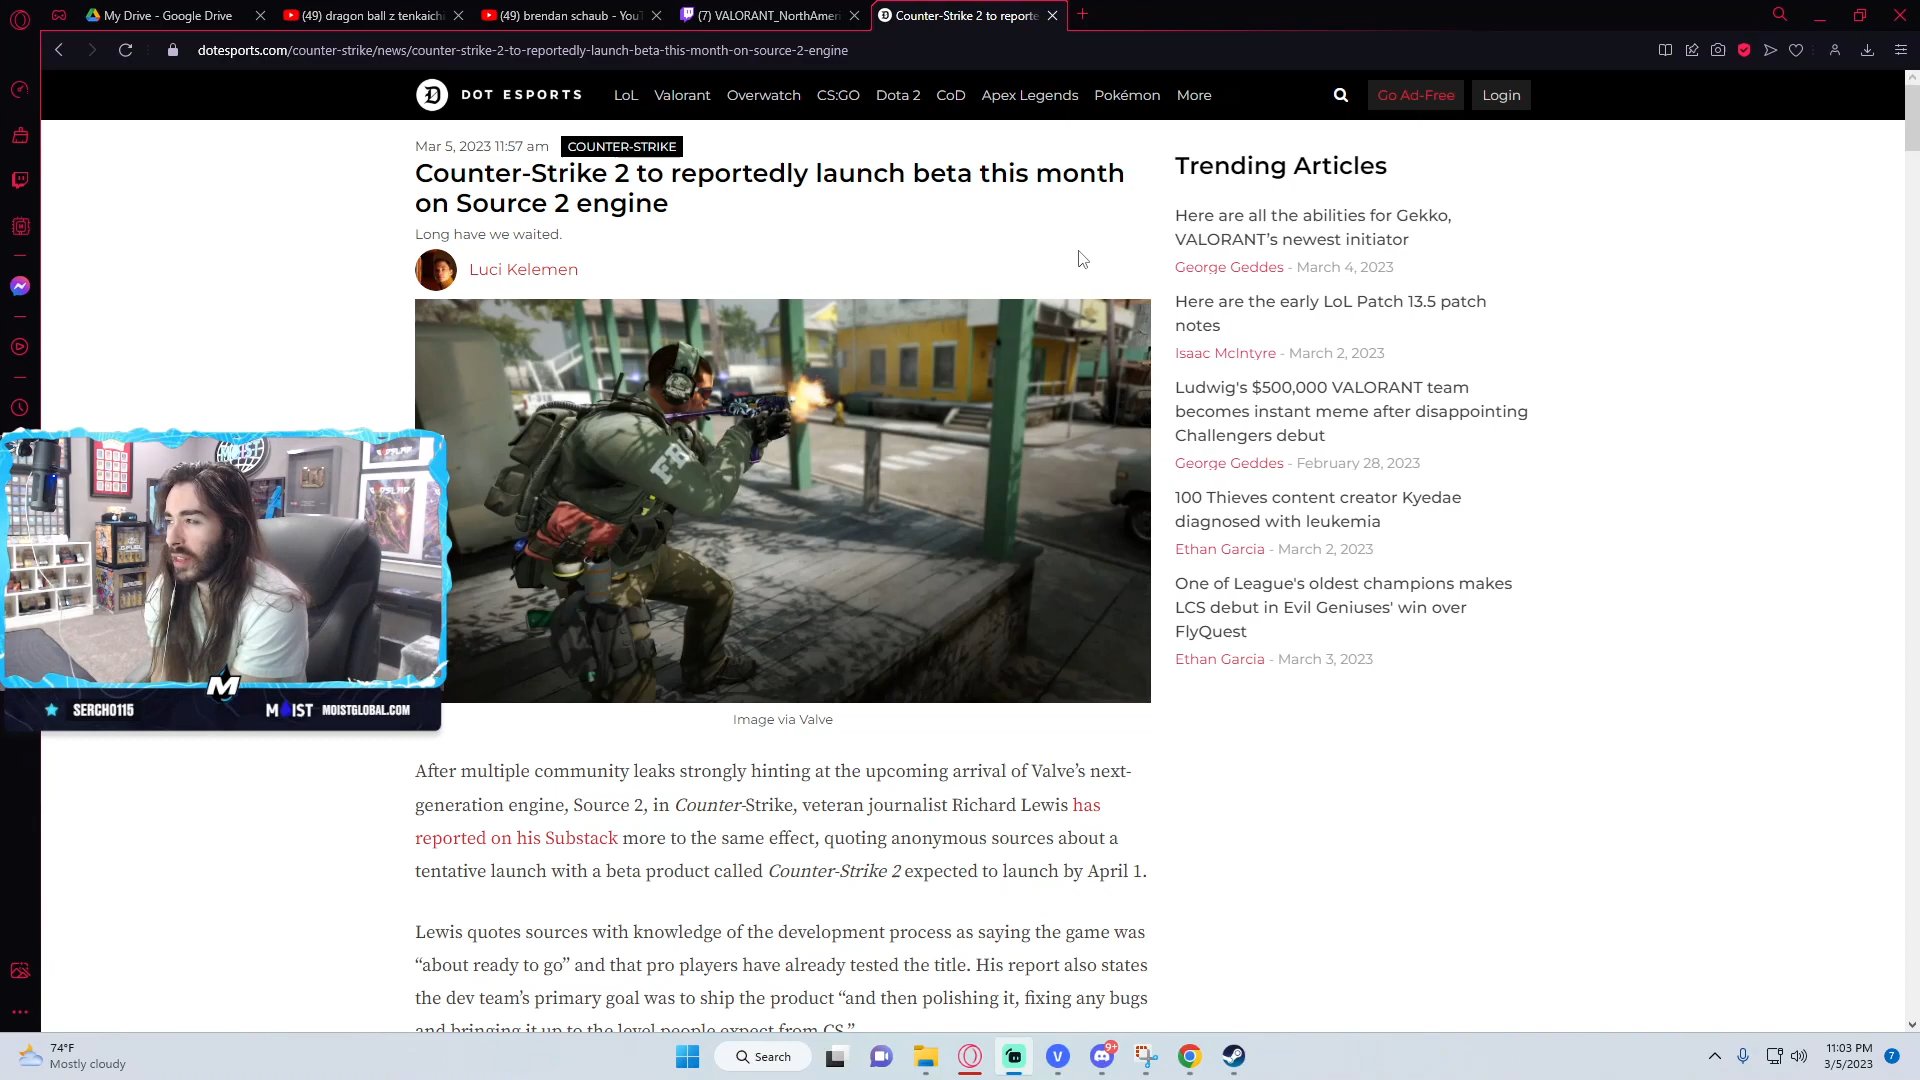 My Drive - Google Drive
(49) dragon ball z tenkaichi
(49) brendan schaub - YouT
(7) VALORANT_NorthAmeri
Counter-Strike 2 to reporte
dotesports.com/counter-strike/news/counter-strike-2-to-reportedly-launch-beta-this-month-on-source-2-engine
DOT ESPORTS
LoL
Valorant
Overwatch
CS:GO
Dota 2
CoD
Apex Legends
Pokémon
More
Go Ad-Free
Login
Mar 5, 2023 11:57 am
COUNTER-STRIKE
Counter-Strike 2 to reportedly launch beta this month
on Source 2 engine
Long have we waited.
Luci Kelemen
Image via Valve
After multiple community leaks strongly hinting at the upcoming arrival of Valve’s next-
generation engine, Source 2, in Counter-Strike, veteran journalist Richard Lewis has
reported on his Substack more to the same effect, quoting anonymous sources about a
tentative launch with a beta product called Counter-Strike 2 expected to launch by April 1.
Lewis quotes sources with knowledge of the development process as saying the game was
“about ready to go” and that pro players have already tested the title. His report also states
the dev team’s primary goal was to ship the product “and then polishing it, fixing any bugs
and bringing it up to the level people expect from CS.”
Trending Articles
Here are all the abilities for Gekko,
VALORANT’s newest initiator
George Geddes - March 4, 2023
Here are the early LoL Patch 13.5 patch
notes
Isaac McIntyre - March 2, 2023
Ludwig's $500,000 VALORANT team
becomes instant meme after disappointing
Challengers debut
George Geddes - February 28, 2023
100 Thieves content creator Kyedae
diagnosed with leukemia
Ethan Garcia - March 2, 2023
One of League's oldest champions makes
LCS debut in Evil Geniuses' win over
FlyQuest
Ethan Garcia - March 3, 2023
SERCHO115
MOIST
MOISTGLOBAL.COM
74°F
Mostly cloudy
Search
9+
11:03 PM
3/5/2023
7